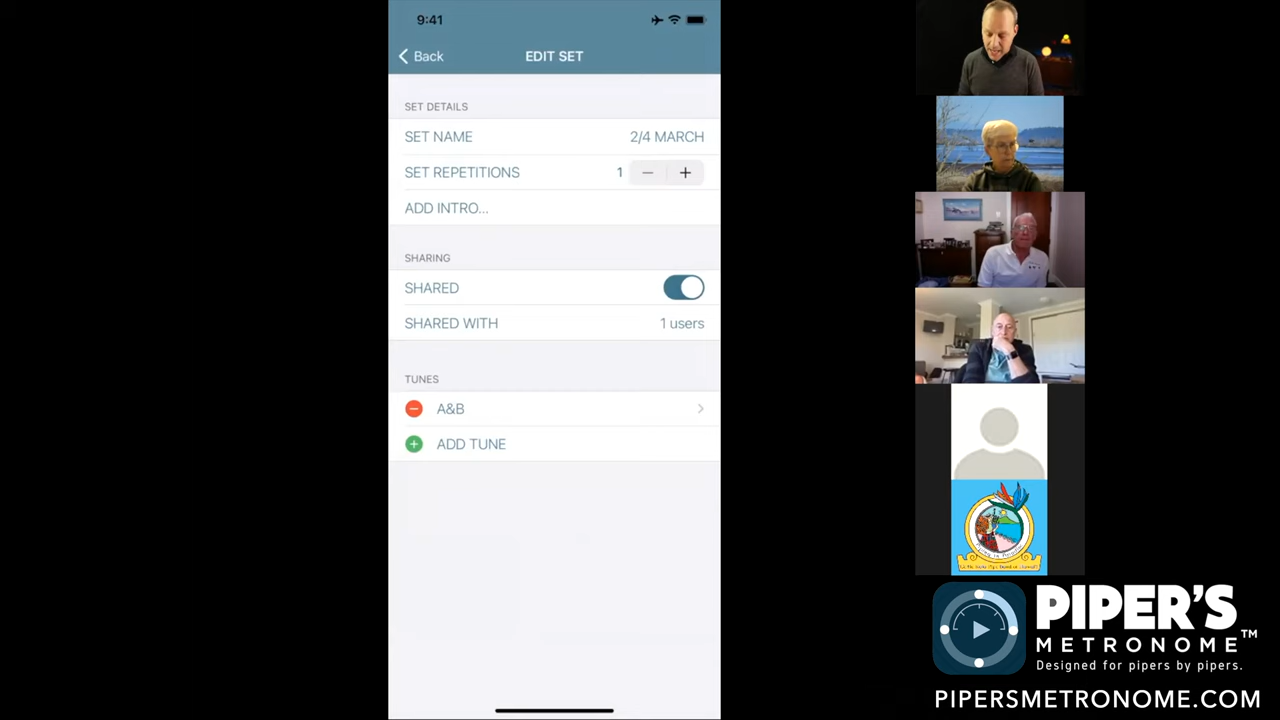 9:41
Back
EDIT SET
SET DETAILS
SET NAME 2/4 MARCH
SET REPETITIONS 1 − +
ADD INTRO...
SHARING
SHARED
SHARED WITH 1 users
TUNES
A&B
ADD TUNE
PIPER'S
METRONOME™
Designed for pipers by pipers.
PIPERSMETRONOME.COM